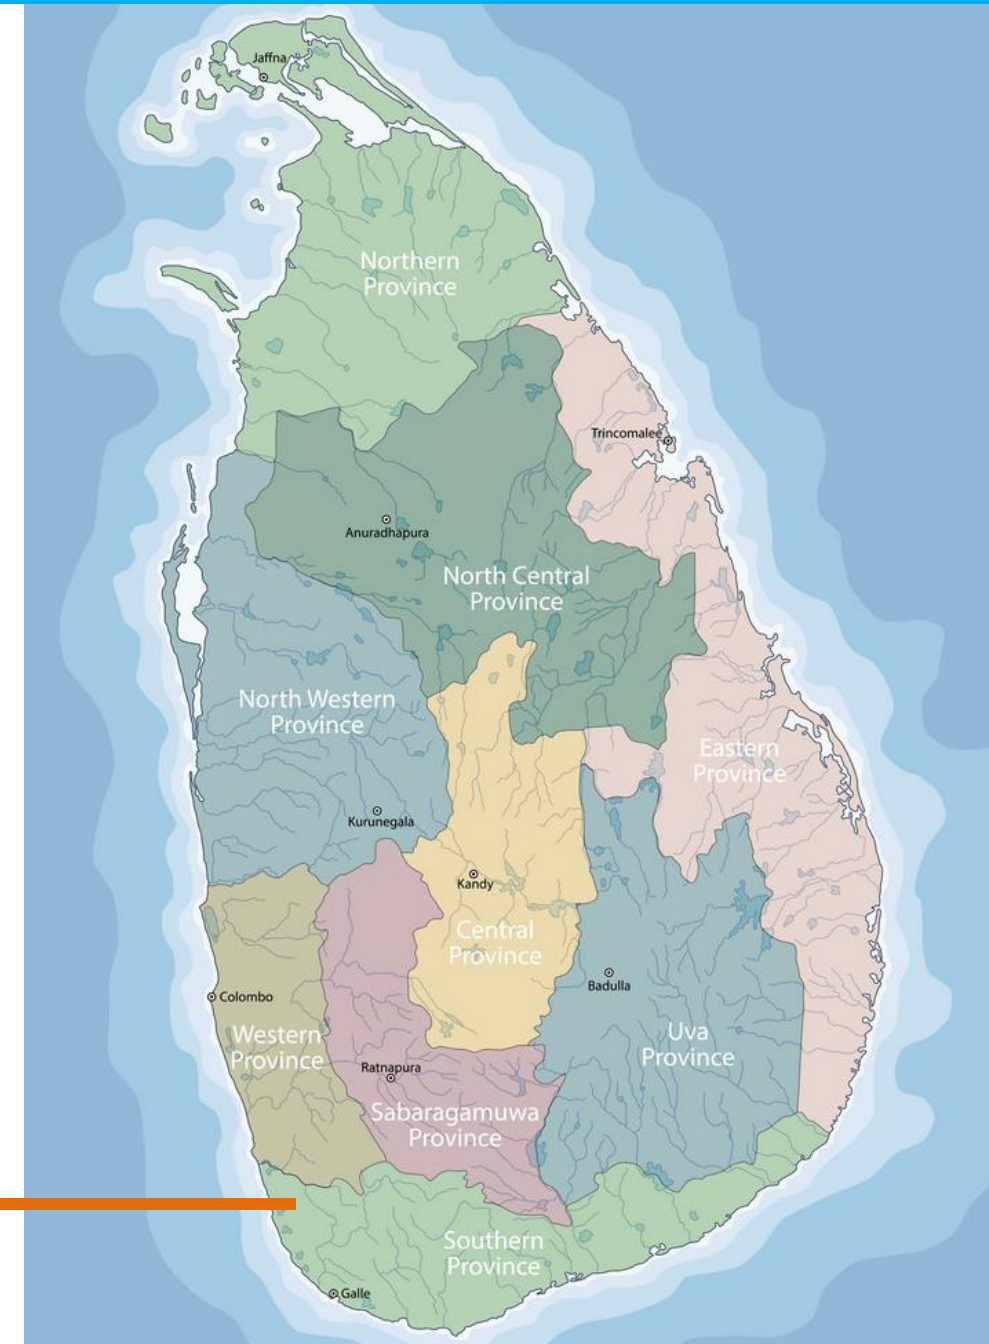 Jaffna
Northern
Province
Trincomalee
Anuradhapura
North Central
Province
North Western
Province
Eastern
Province
Kurunegala
Kandy
Central
Province
Badulla
Colombo
Western
Province
Uva
Province
Ratnapura
Sabaragamuwa
Province
Southern
Province
Galle